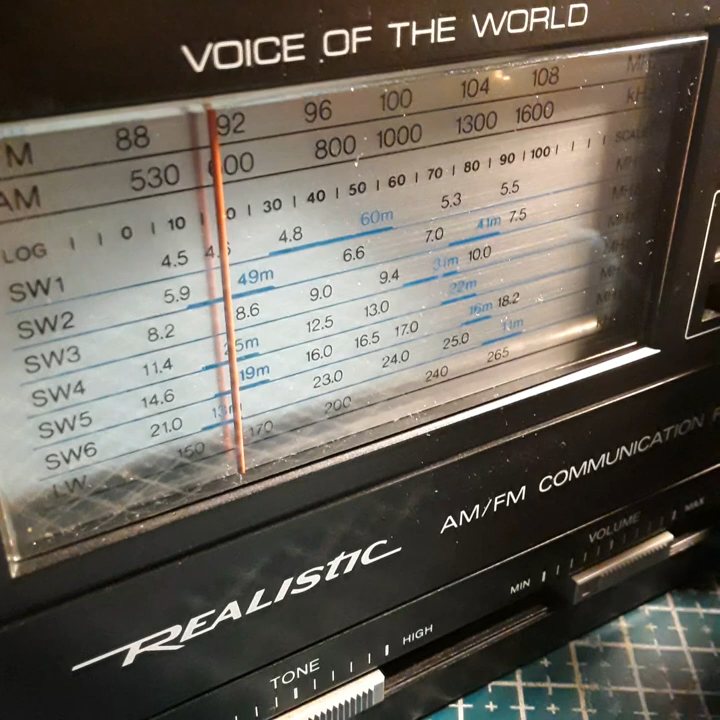 VOICE OF THE WORLD
88 92 96 100 104 108
AM 530 800 1000 1300 1600 kHz
LOG 0 10 30 40 50 60 70 80 90 100
SW1 4.5 4.8 60m 5.3 5.5
SW2 5.9 49m 6.6 7.0 41m 7.5
SW3 8.2 8.6 9.0 9.4 31m 10.0
SW4 11.4 25m 12.5 13.0 22m
SW5 14.6 19m 16.0 16.5 17.0 16m 18.2
SW6 21.0 13m 23.0 24.0 25.0 11m
LW 150 170 200 240 265
AM/FM COMMUNICATION
REALISTIC
MIN VOLUME MAX
TONE HIGH